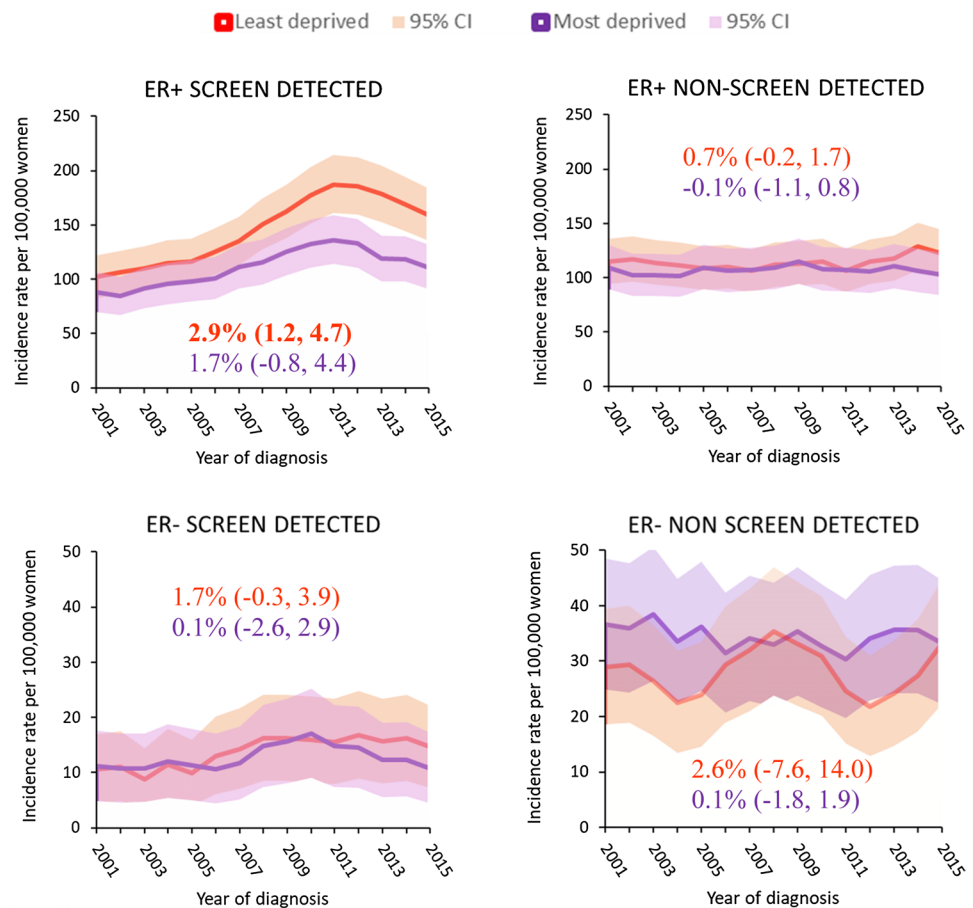 Least deprived 95% CI Most deprived 95% CI
ER+ SCREEN DETECTED
Incidence rate per 100,000 women
250
200
150
100
50
0
2.9% (1.2, 4.7)
1.7% (-0.8, 4.4)
2001 2003 2005 2007 2009 2011 2013 2015
Year of diagnosis
ER+ NON-SCREEN DETECTED
Incidence rate per 100,000 women
250
200
150
100
50
0
0.7% (-0.2, 1.7)
-0.1% (-1.1, 0.8)
2001 2003 2005 2007 2009 2011 2013 2015
Year of diagnosis
ER- SCREEN DETECTED
Incidence rate per 100,000 women
50
40
30
20
10
0
1.7% (-0.3, 3.9)
0.1% (-2.6, 2.9)
2001 2003 2005 2007 2009 2011 2013 2015
Year of diagnosis
ER- NON SCREEN DETECTED
Incidence rate per 100,000 women
50
40
30
20
10
0
2.6% (-7.6, 14.0)
0.1% (-1.8, 1.9)
2001 2003 2005 2007 2009 2011 2013 2015
Year of diagnosis